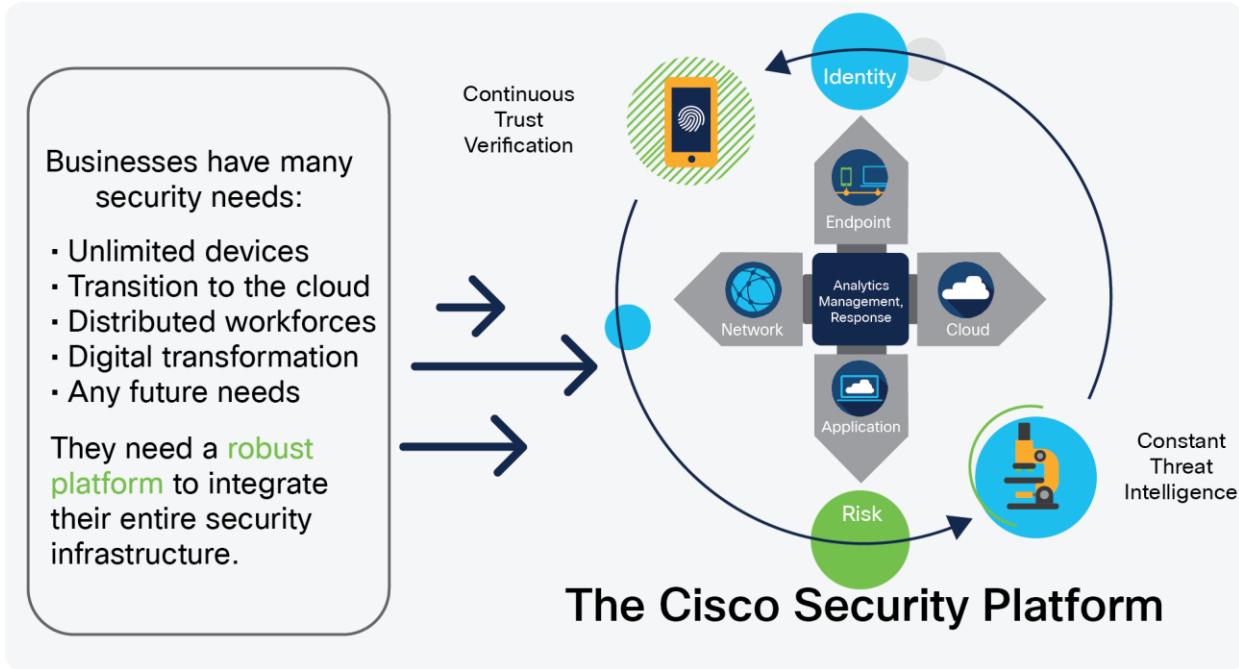 Businesses have many
security needs:
· Unlimited devices
· Transition to the cloud
· Distributed workforces
· Digital transformation
· Any future needs
They need a robust
platform to integrate
their entire security
infrastructure.
Continuous
Trust
Verification
Identity
Endpoint
Network
Analytics
Management,
Response
Cloud
Application
Risk
Constant
Threat
Intelligence
The Cisco Security Platform